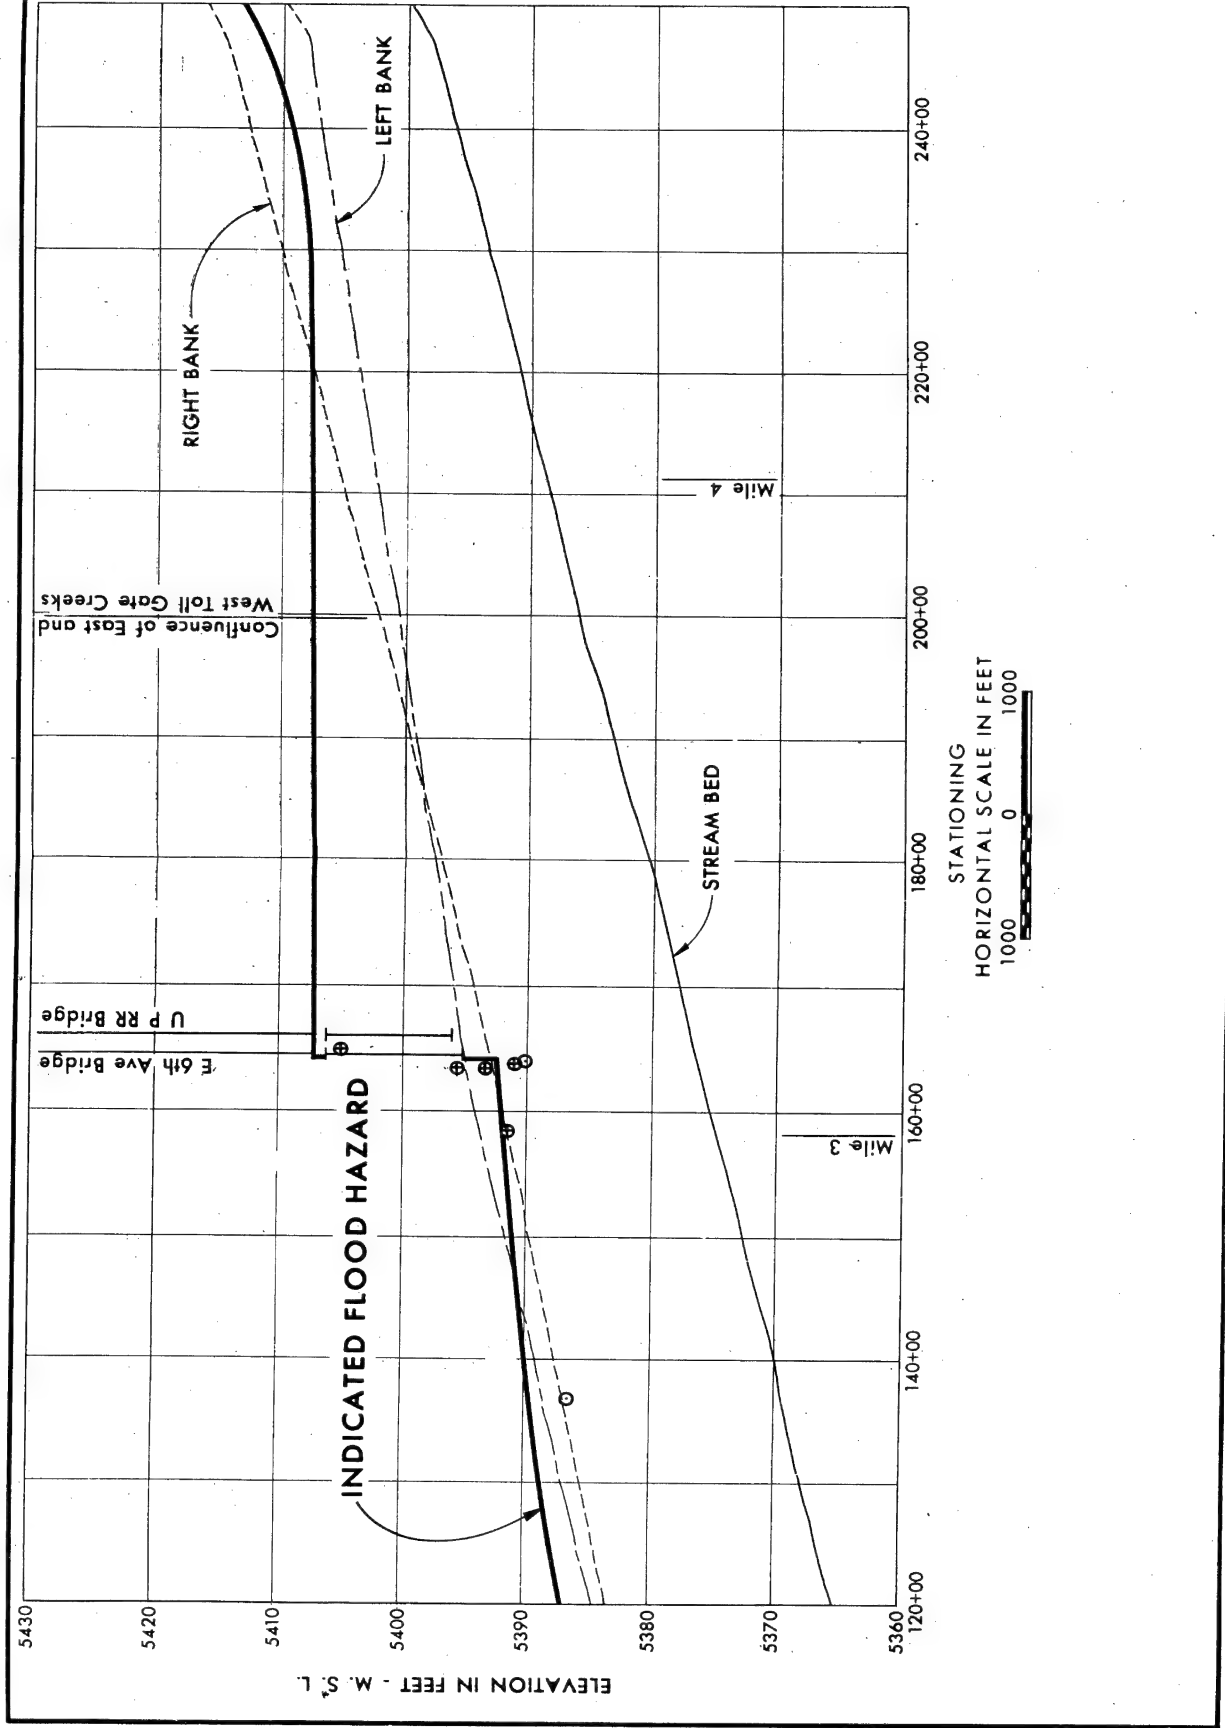 ELEVATION IN FEET - M. S. L.
5430
5420
5410
5400
5390
5380
5370
5360
120+00
140+00
160+00
180+00
200+00
220+00
240+00
STATIONING
HORIZONTAL SCALE IN FEET
1000 0 1000
INDICATED FLOOD HAZARD
E 6th Ave Bridge
U P RR Bridge
Mile 3
STREAM BED
Confluence of East and
West Toll Gate Creeks
Mile 4
RIGHT BANK
LEFT BANK